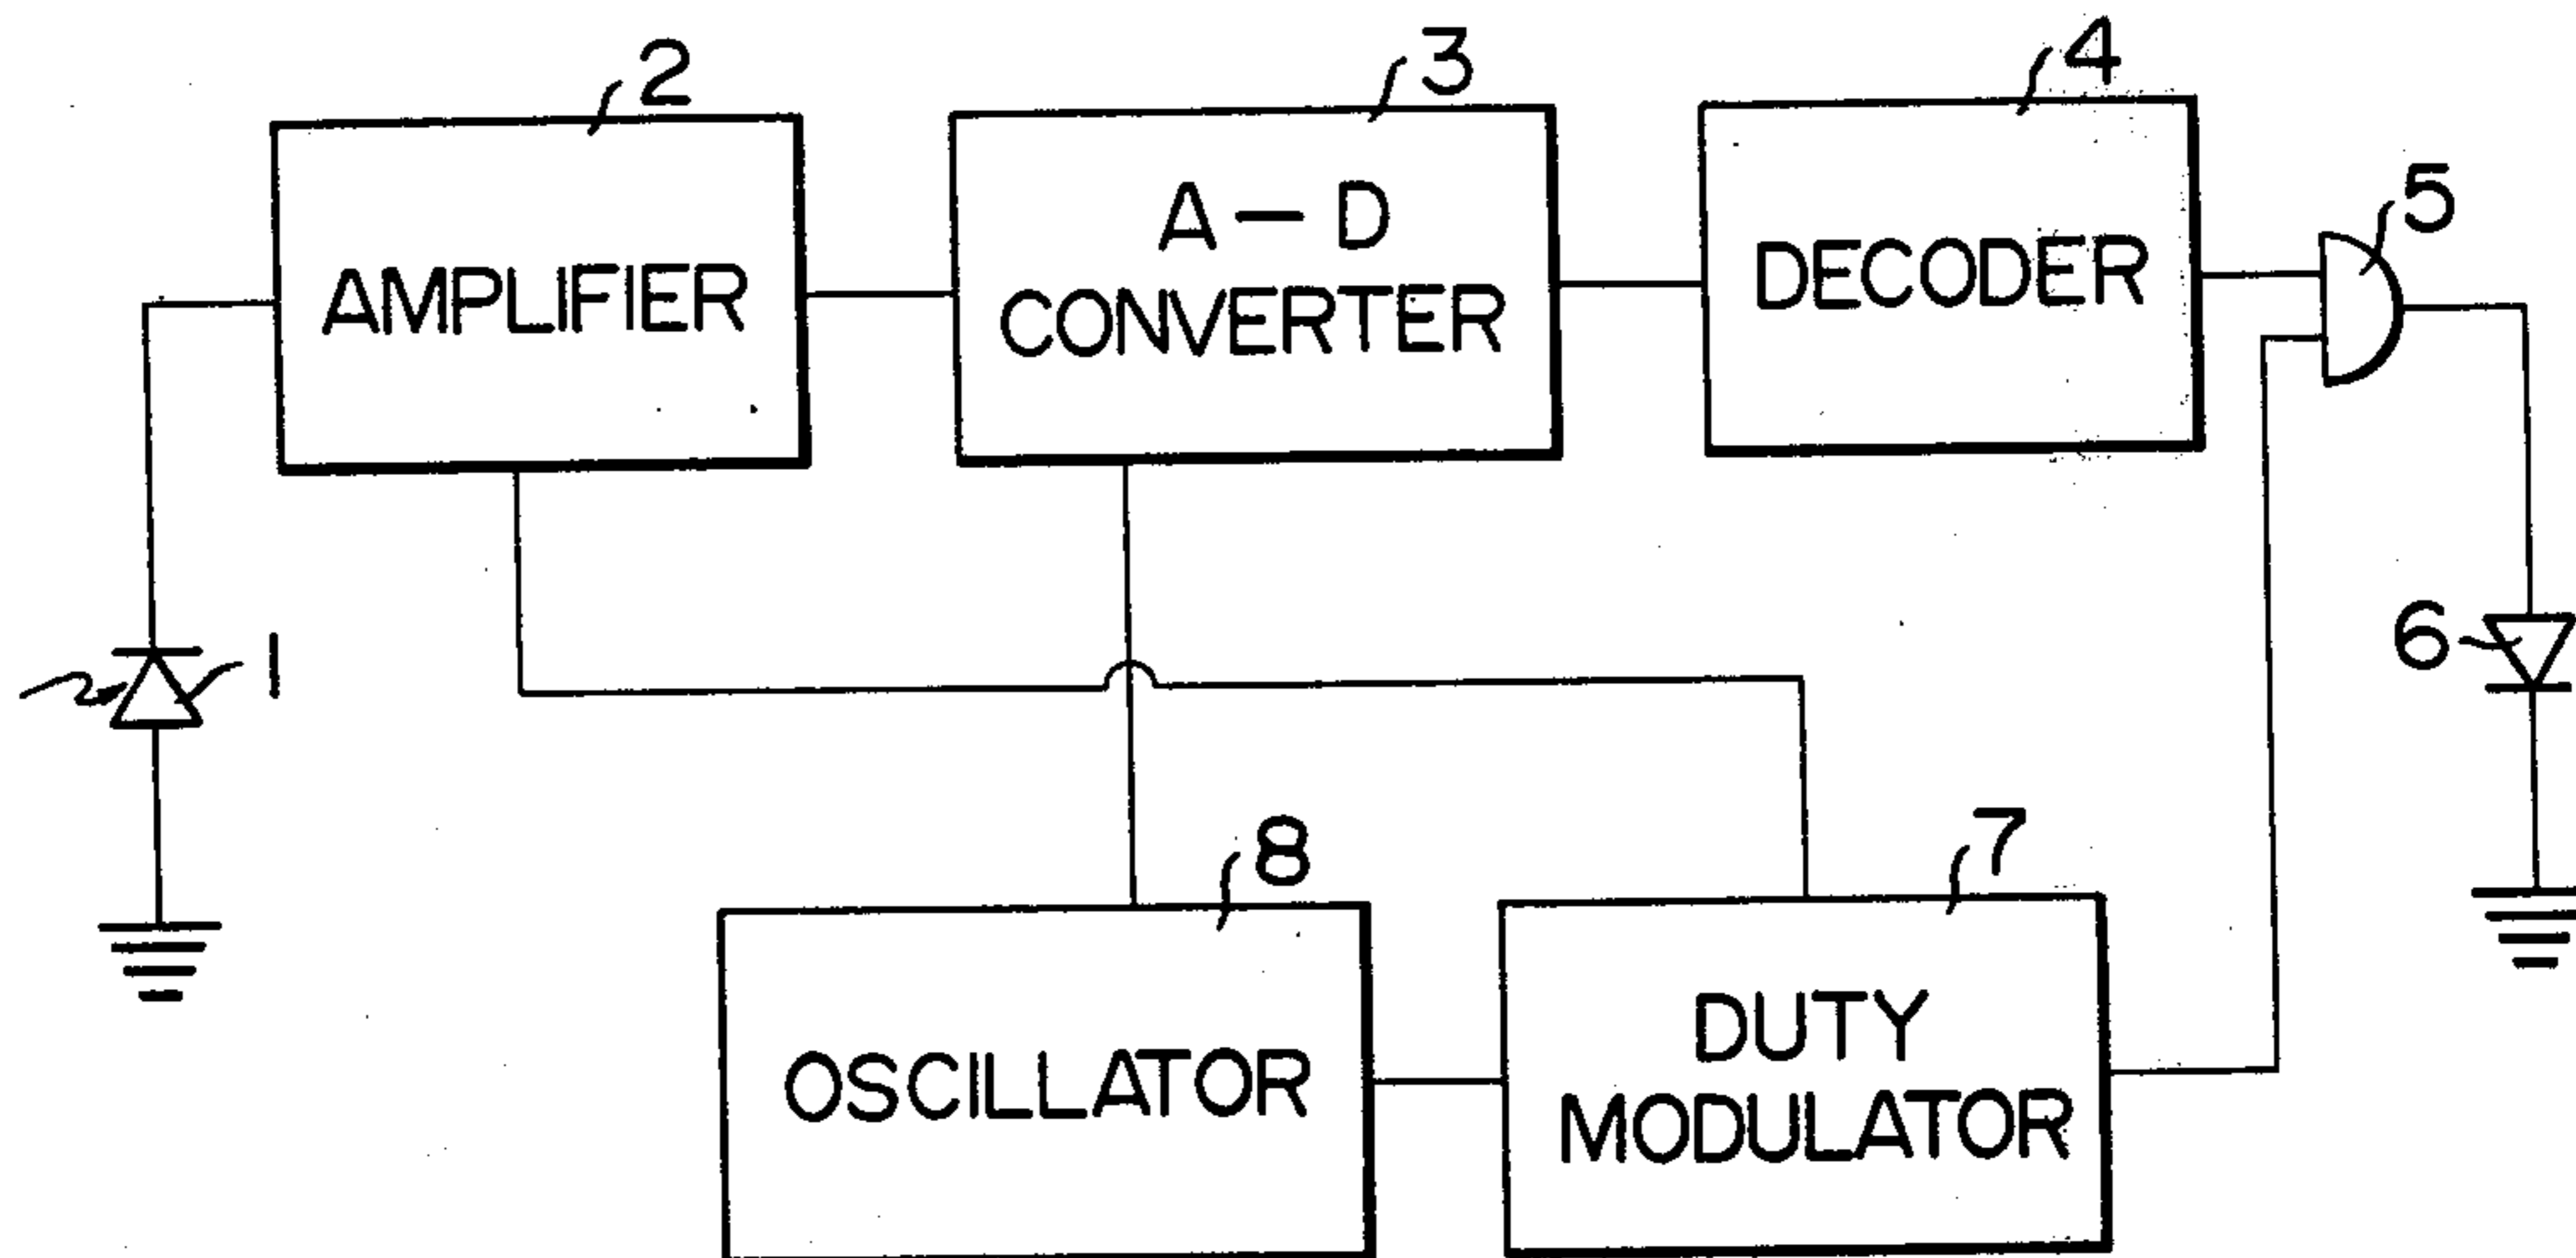 2
3
4
5
AMPLIFIER
A-D
CONVERTER
DECODER
1
6
8
7
OSCILLATOR
DUTY
MODULATOR